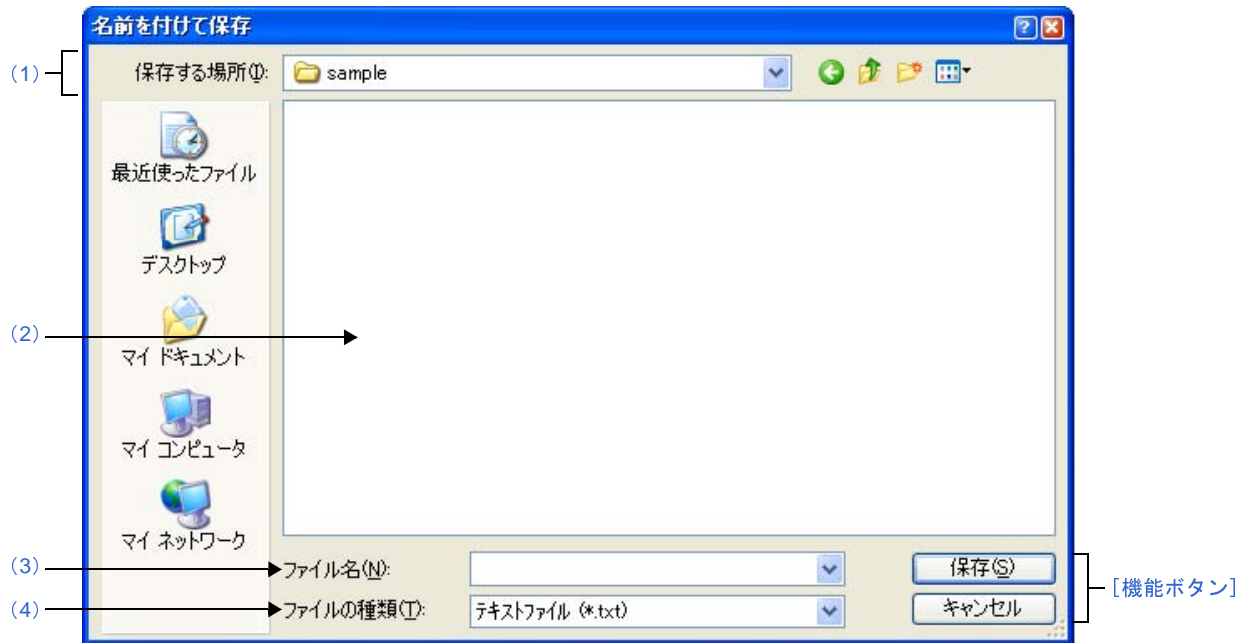 名前を付けて保存
(1)
保存する場所(I):
sample
最近使ったファイル
デスクトップ
(2)
マイ ドキュメント
マイ コンピュータ
マイ ネットワーク
(3)
ファイル名(N):
保存(S)
[機能ボタン]
(4)
ファイルの種類(T):
テキストファイル (*.txt)
キャンセル